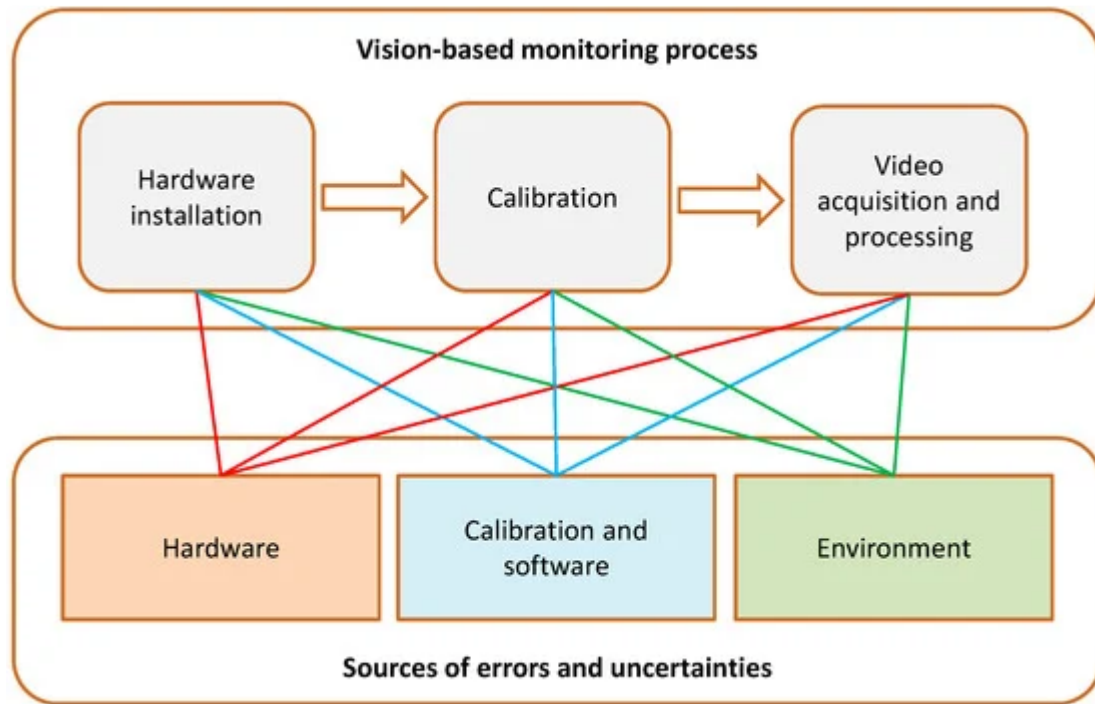 Vision-based monitoring process
Hardware
installation
Calibration
Video
acquisition and
processing
Hardware
Calibration and
software
Environment
Sources of errors and uncertainties